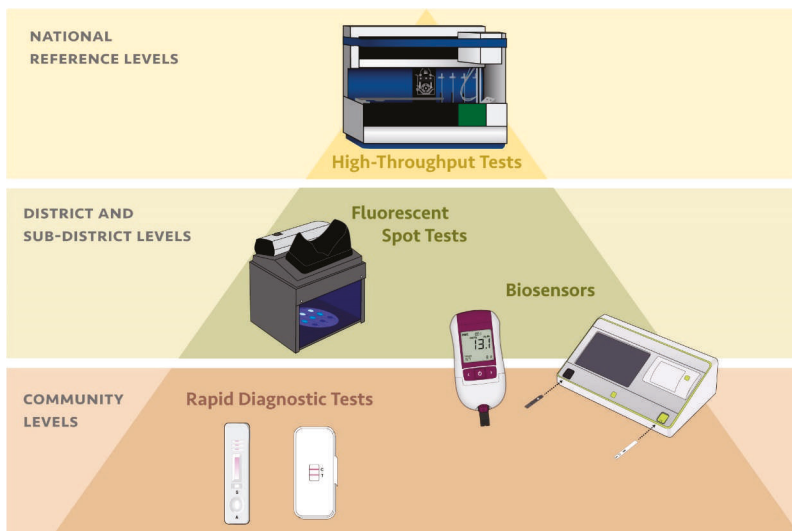 NATIONAL
REFERENCE LEVELS
High-Throughput Tests
DISTRICT AND
SUB-DISTRICT LEVELS
Fluorescent
Spot Tests
Biosensors
13.1
COMMUNITY
LEVELS
Rapid Diagnostic Tests
C
T
S
A